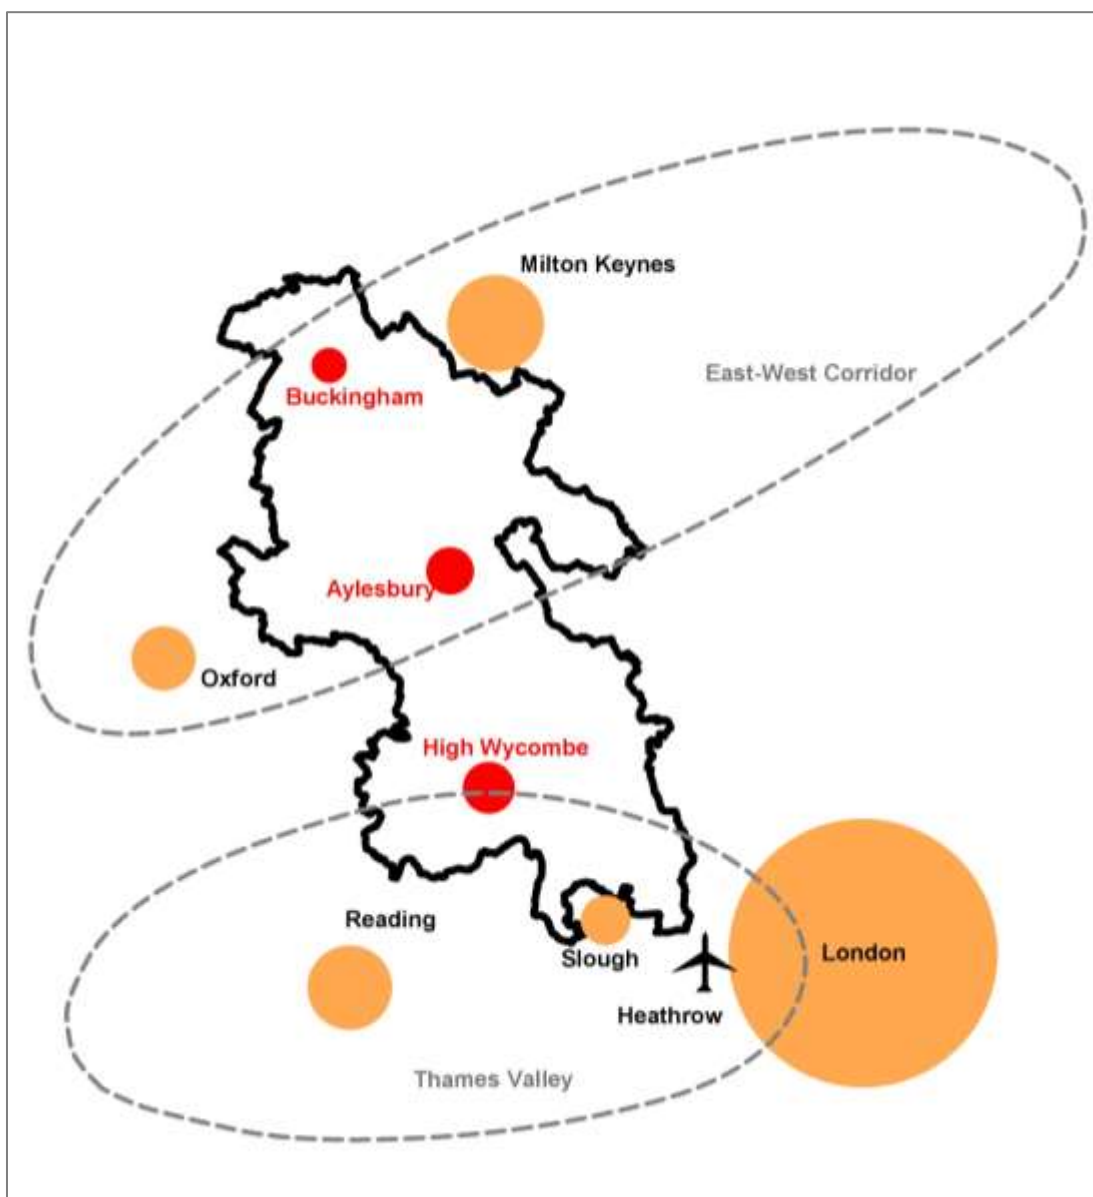 Milton Keynes
East-West Corridor
Buckingham
Aylesbury
Oxford
High Wycombe
Reading
Slough
London
Heathrow
Thames Valley